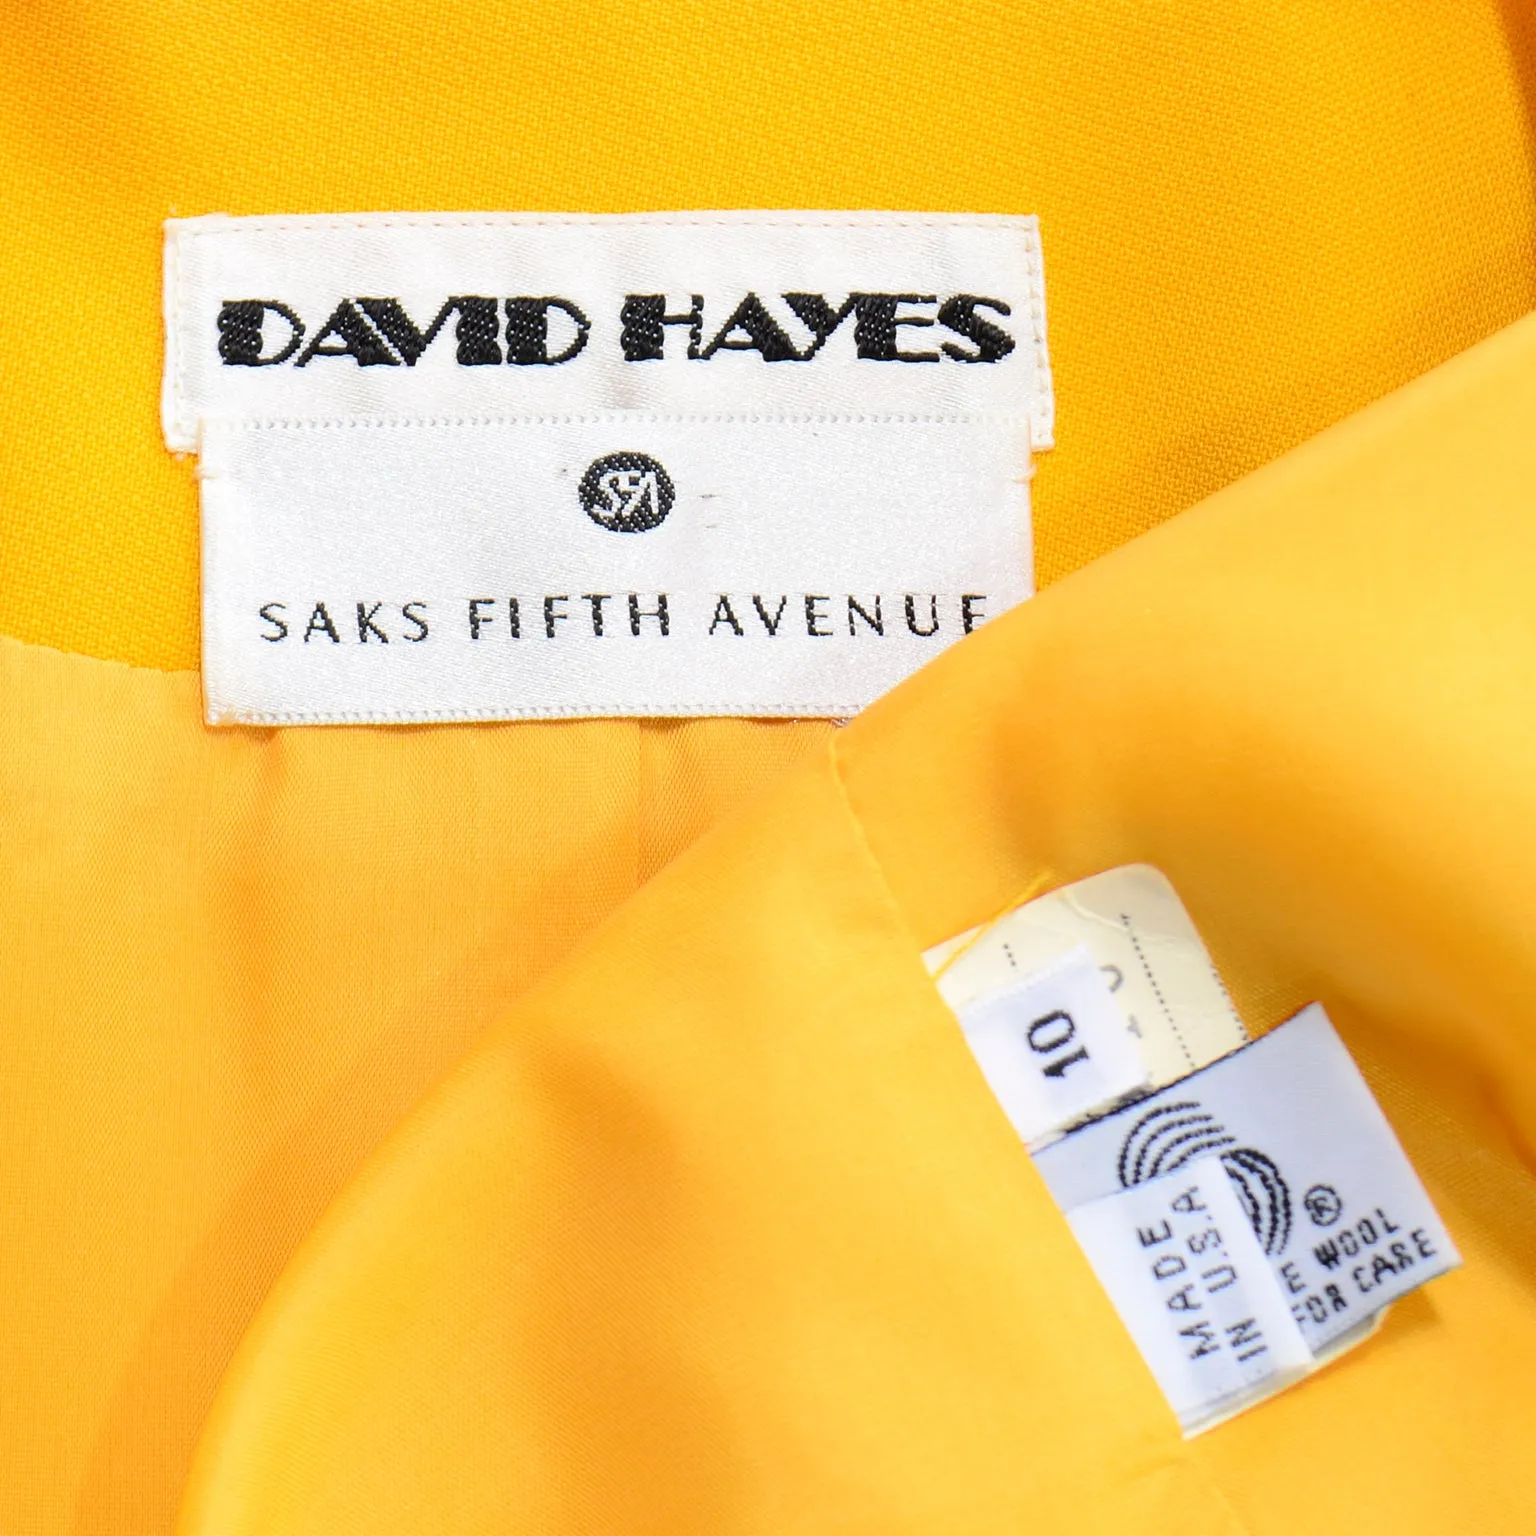 DAVID HAYES
SFA
SAKS FIFTH AVENUE
10
®
WOOL
FOR CARE
MADE
IN U.S.A